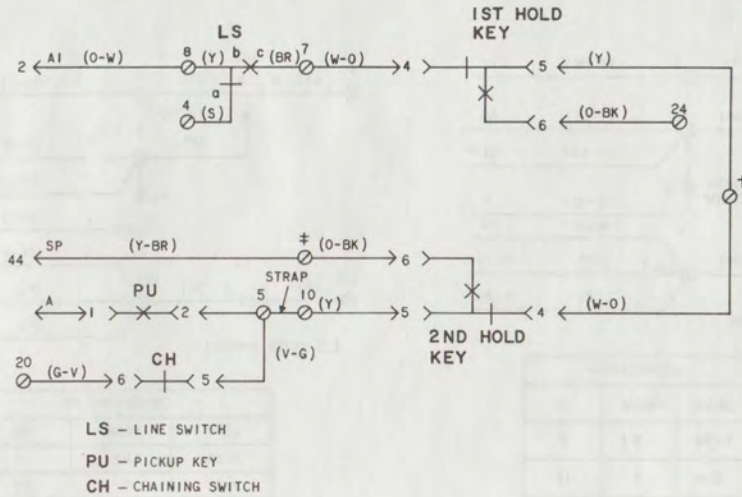 1ST HOLD
KEY
LS
2 A1 (O-W) 8 (Y) b c (BR) 7 (W-O) 4 5 (Y)
a
4 (S) 6 (O-BK) 24
44 SP (Y-BR) ‡ (O-BK) 6
A 1 PU 2 5 STRAP 10 (Y) 5 4 (W-O)
2ND HOLD
KEY
20 (G-V) 6 CH 5 (V-G)
LS - LINE SWITCH
PU - PICKUP KEY
CH - CHAINING SWITCH